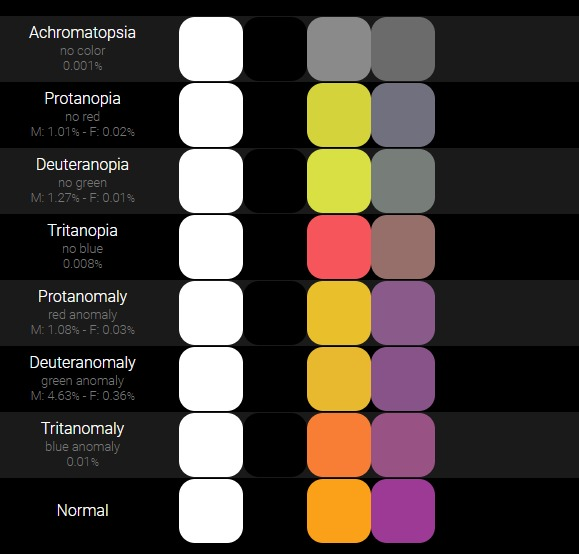 Achromatopsia
no color
0.001%
Protanopia
no red
M: 1.01% - F: 0.02%
Deuteranopia
no green
M: 1.27% - F: 0.01%
Tritanopia
no blue
0.008%
Protanomaly
red anomaly
M: 1.08% - F: 0.03%
Deuteranomaly
green anomaly
M: 4.63% - F: 0.36%
Tritanomaly
blue anomaly
0.01%
Normal